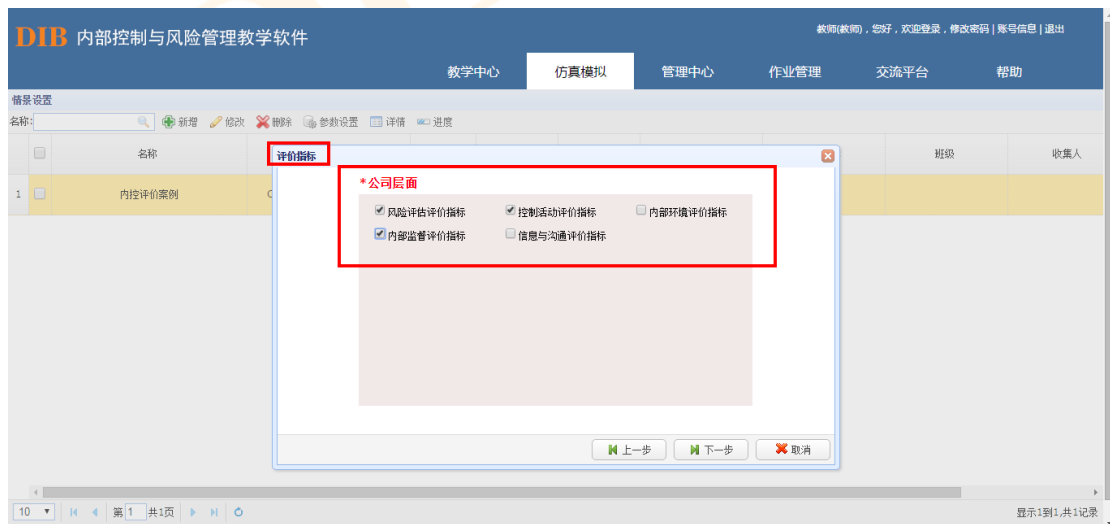 DIB 内部控制与风险管理教学软件
教师(教师)，您好，欢迎登录，修改密码 | 账号信息 | 退出
教学中心 仿真模拟 管理中心 作业管理 交流平台 帮助
情景设置
名称: 新增 修改 删除 参数设置 详情 进度
名称 班级 收集人
1 内控评价案例 C
评价指标
*公司层面
风险评估评价指标 控制活动评价指标 内部环境评价指标
内部监督评价指标 信息与沟通评价指标
上一步 下一步 取消
10 第 1 共1页 显示1到1,共1记录